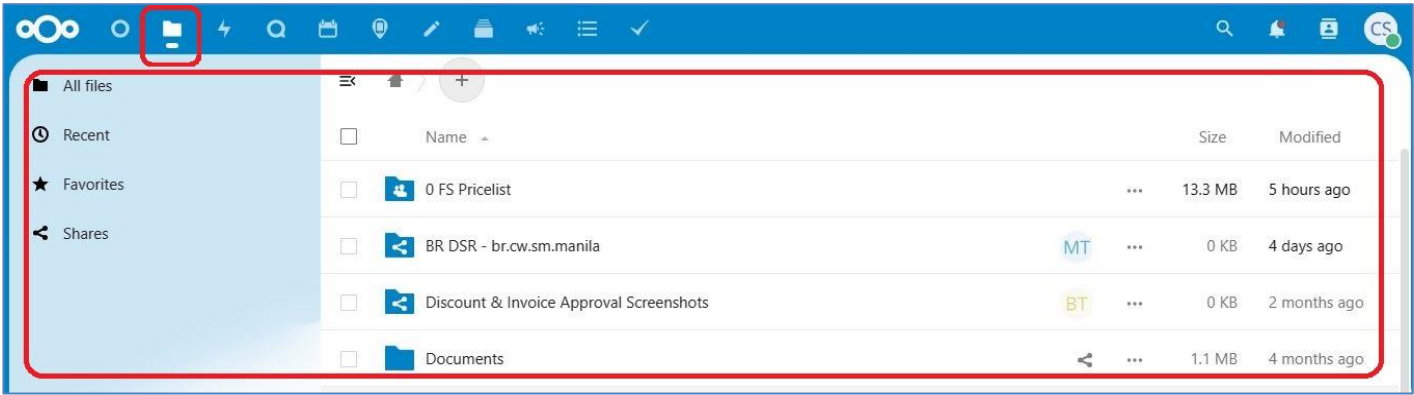 CS
All files
Recent
Favorites
Shares
Name Size Modified
0 FS Pricelist ... 13.3 MB 5 hours ago
BR DSR - br.cw.sm.manila MT ... 0 KB 4 days ago
Discount & Invoice Approval Screenshots BT ... 0 KB 2 months ago
Documents ... 1.1 MB 4 months ago